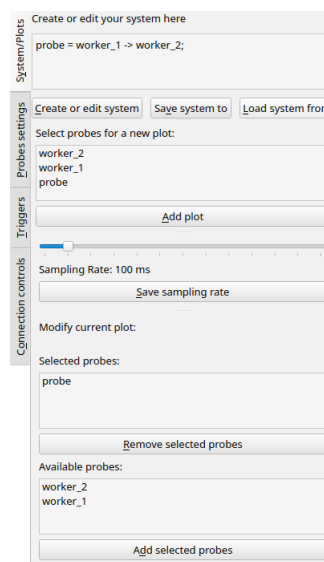 System/Plots
Probes settings
Triggers
Connection controls
Create or edit your system here
probe = worker_1 -> worker_2;
Create or edit system
Save system to
Load system from
Select probes for a new plot:
worker_2
worker_1
probe
Add plot
Sampling Rate: 100 ms
Save sampling rate
Modify current plot:
Selected probes:
probe
Remove selected probes
Available probes:
worker_2
worker_1
Add selected probes